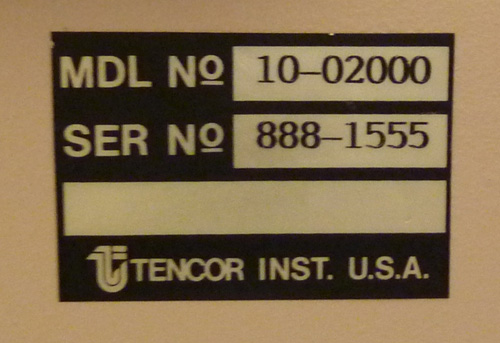 MDL Nº 10-02000
SER Nº 888-1555
TENCOR INST. U.S.A.